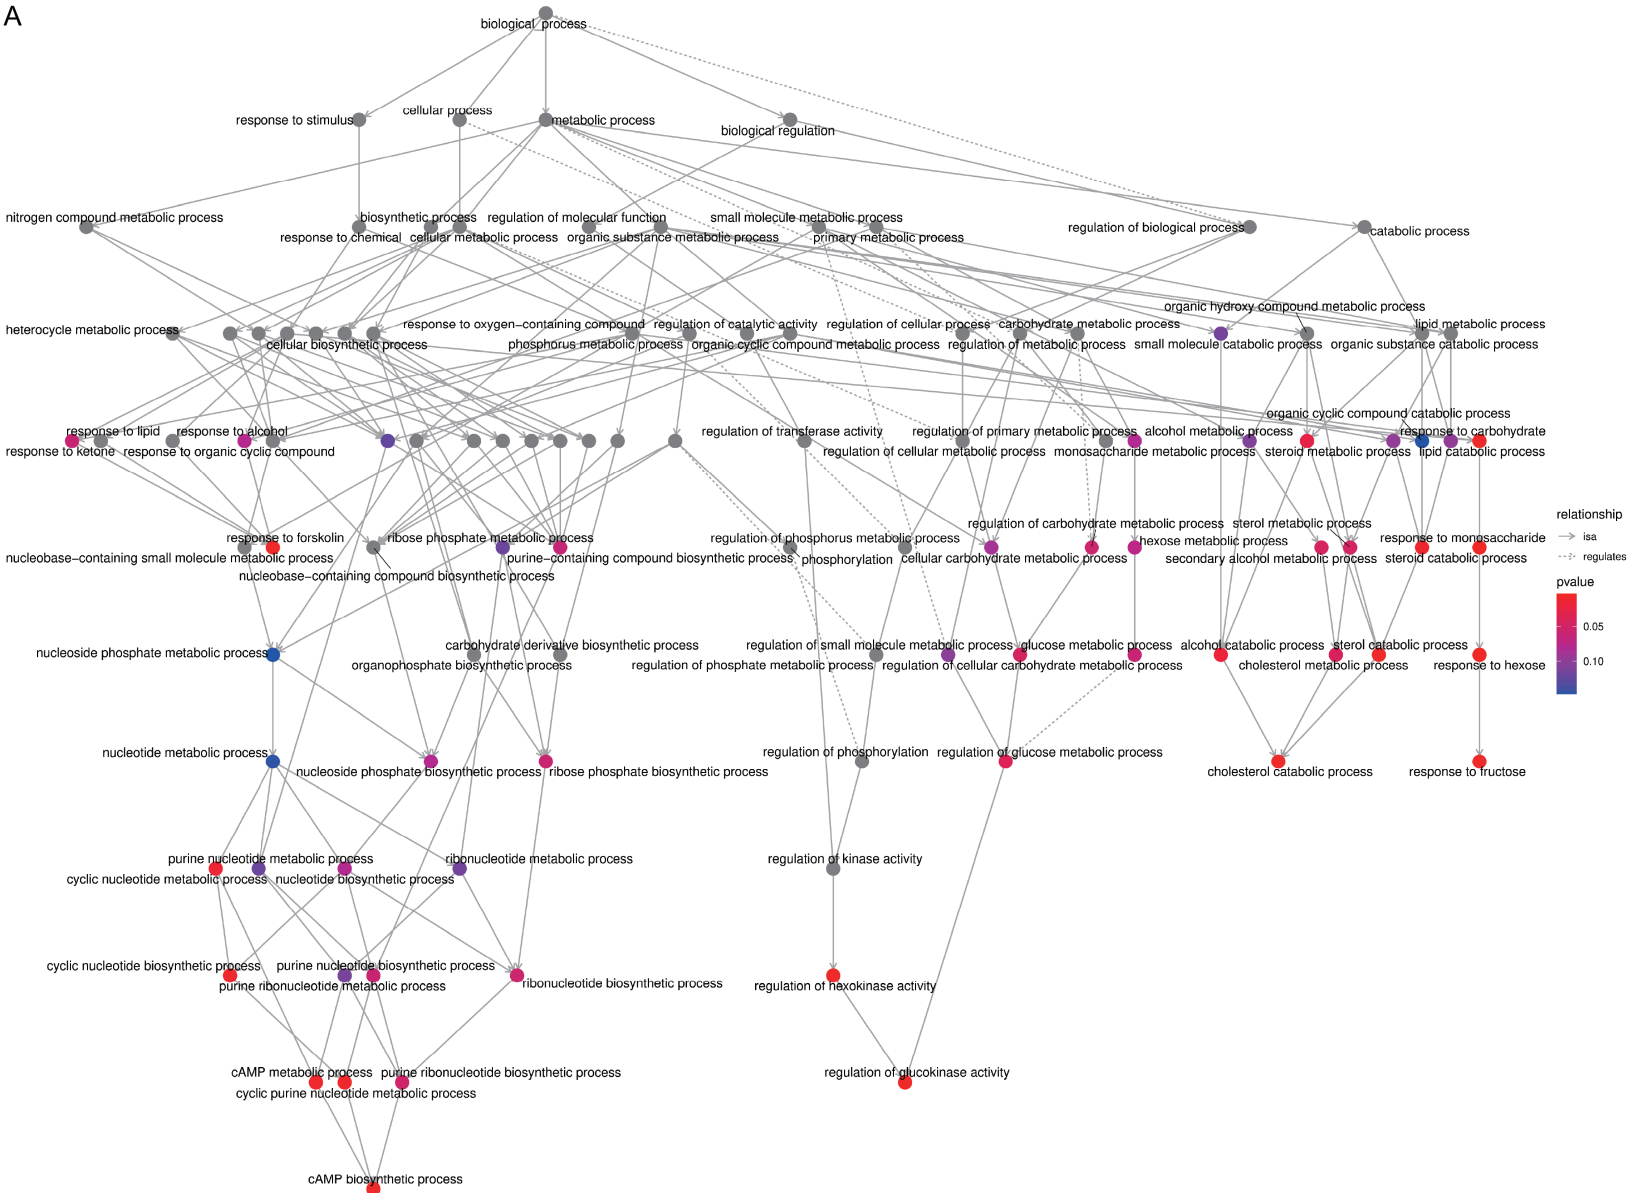 A
biological_process
response to stimulus
cellular process
metabolic process
biological regulation
nitrogen compound metabolic process
biosynthetic process
regulation of molecular function
small molecule metabolic process
response to chemical
cellular metabolic process
organic substance metabolic process
primary metabolic process
regulation of biological process
catabolic process
organic hydroxy compound metabolic process
heterocycle metabolic process
response to oxygen−containing compound
regulation of catalytic activity
regulation of cellular process
carbohydrate metabolic process
lipid metabolic process
cellular biosynthetic process
phosphorus metabolic process
organic cyclic compound metabolic process
regulation of metabolic process
small molecule catabolic process
organic substance catabolic process
organic cyclic compound catabolic process
response to lipid
response to alcohol
regulation of transferase activity
regulation of primary metabolic process
alcohol metabolic process
response to carbohydrate
response to ketone
response to organic cyclic compound
regulation of cellular metabolic process
monosaccharide metabolic process
steroid metabolic process
lipid catabolic process
regulation of carbohydrate metabolic process
sterol metabolic process
response to forskolin
ribose phosphate metabolic process
regulation of phosphorus metabolic process
hexose metabolic process
response to monosaccharide
nucleobase−containing small molecule metabolic process
purine−containing compound biosynthetic process
phosphorylation
cellular carbohydrate metabolic process
secondary alcohol metabolic process
steroid catabolic process
nucleobase−containing compound biosynthetic process
relationship
isa
regulates
pvalue
0.05
0.10
nucleoside phosphate metabolic process
carbohydrate derivative biosynthetic process
regulation of small molecule metabolic process
glucose metabolic process
alcohol catabolic process
sterol catabolic process
organophosphate biosynthetic process
regulation of phosphate metabolic process
regulation of cellular carbohydrate metabolic process
cholesterol metabolic process
response to hexose
nucleotide metabolic process
regulation of phosphorylation
regulation of glucose metabolic process
nucleoside phosphate biosynthetic process
ribose phosphate biosynthetic process
cholesterol catabolic process
response to fructose
purine nucleotide metabolic process
ribonucleotide metabolic process
regulation of kinase activity
cyclic nucleotide metabolic process
nucleotide biosynthetic process
cyclic nucleotide biosynthetic process
purine nucleotide biosynthetic process
purine ribonucleotide metabolic process
ribonucleotide biosynthetic process
regulation of hexokinase activity
cAMP metabolic process
purine ribonucleotide biosynthetic process
regulation of glucokinase activity
cyclic purine nucleotide metabolic process
cAMP biosynthetic process